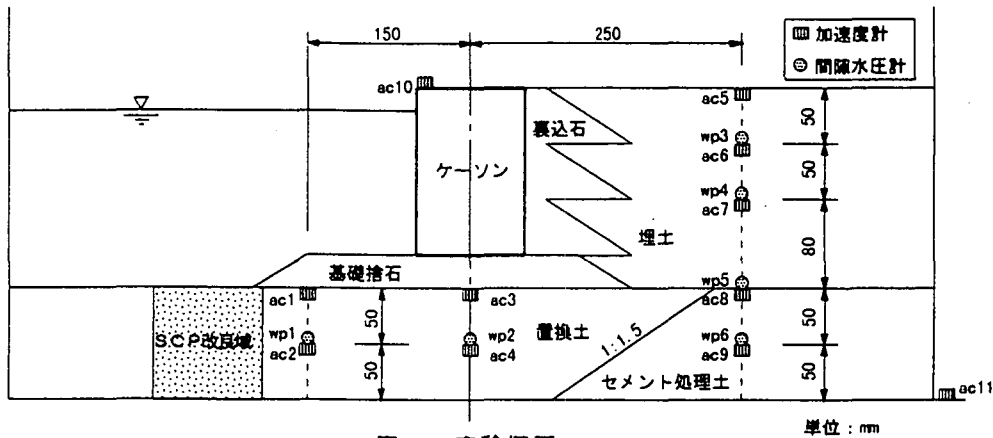 150
250
加速度計
間隙水圧計
ac10
ac5
50
裏込石
wp3
ac6
50
ケーソン
wp4
ac7
埋土
80
基礎捨石
wp5
ac1
ac3
ac8
SCP改良域
wp1
ac2
50
50
wp2
ac4
置換土
1:1.5
wp6
ac9
50
50
セメント処理土
ac11
単位:mm